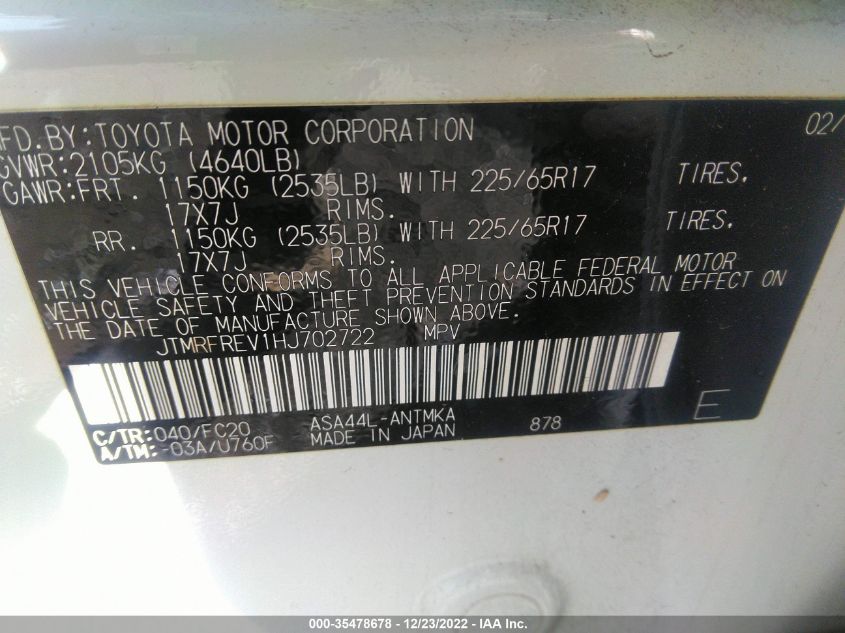 MFD.BY:TOYOTA MOTOR CORPORATION 02/
GVWR:2105KG (4640LB)
GAWR:FRT. 1150KG (2535LB) WITH 225/65R17 TIRES.
17X7J RIMS.
RR. 1150KG (2535LB) WITH 225/65R17 TIRES.
17X7J RIMS.
THIS VEHICLE CONFORMS TO ALL APPLICABLE FEDERAL MOTOR
VEHICLE SAFETY AND THEFT PREVENTION STANDARDS IN EFFECT ON
THE DATE OF MANUFACTURE SHOWN ABOVE.
JTMRFREV1HJ702722 MPV
C/TR:040/FC20 ASA44L-ANTMKA 878 E
A/TM:-03A/U760F MADE IN JAPAN
000-35478678 - 12/23/2022 - IAA Inc.